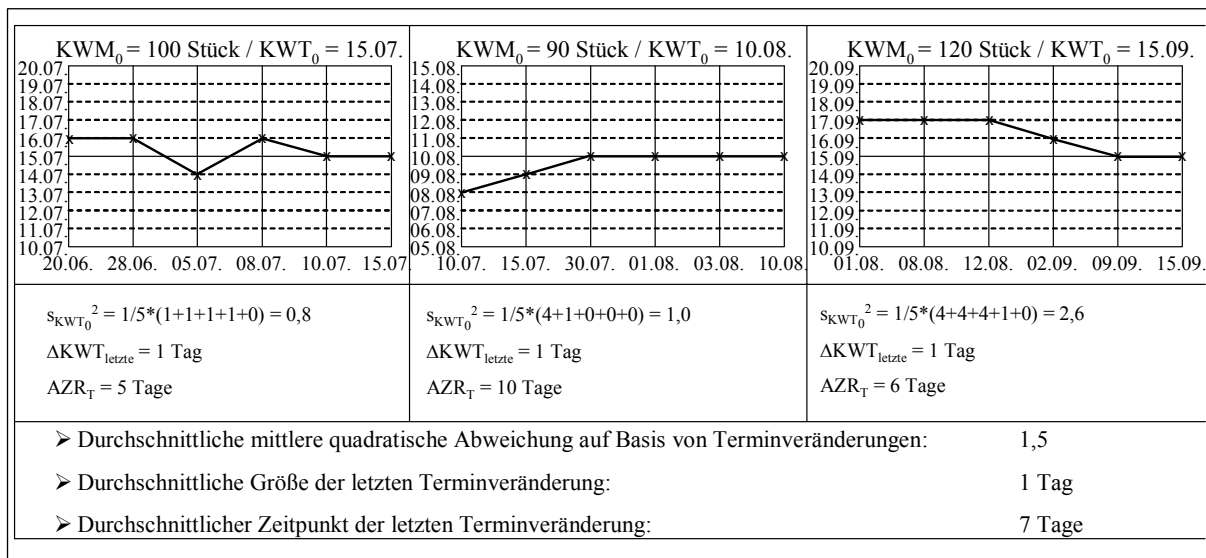 KWM0 = 100 Stück / KWT0 = 15.07.
20.07.
19.07.
18.07.
17.07.
16.07.
15.07.
14.07.
13.07.
12.07.
11.07.
10.07.
20.06. 28.06. 05.07. 08.07. 10.07. 15.07.
KWM0 = 90 Stück / KWT0 = 10.08.
15.08.
14.08.
13.08.
12.08.
11.08.
10.08.
09.08.
08.08.
07.08.
06.08.
05.08.
10.07. 15.07. 30.07. 01.08. 03.08. 10.08.
KWM0 = 120 Stück / KWT0 = 15.09.
20.09.
19.09.
18.09.
17.09.
16.09.
15.09.
14.09.
13.09.
12.09.
11.09.
10.09.
01.08. 08.08. 12.08. 02.09. 09.09. 15.09.
sKWT0² = 1/5*(1+1+1+1+0) = 0,8
ΔKWTletzte = 1 Tag
AZRT = 5 Tage
sKWT0² = 1/5*(4+1+0+0+0) = 1,0
ΔKWTletzte = 1 Tag
AZRT = 10 Tage
sKWT0² = 1/5*(4+4+4+1+0) = 2,6
ΔKWTletzte = 1 Tag
AZRT = 6 Tage
➢ Durchschnittliche mittlere quadratische Abweichung auf Basis von Terminveränderungen: 1,5
➢ Durchschnittliche Größe der letzten Terminveränderung: 1 Tag
➢ Durchschnittlicher Zeitpunkt der letzten Terminveränderung: 7 Tage